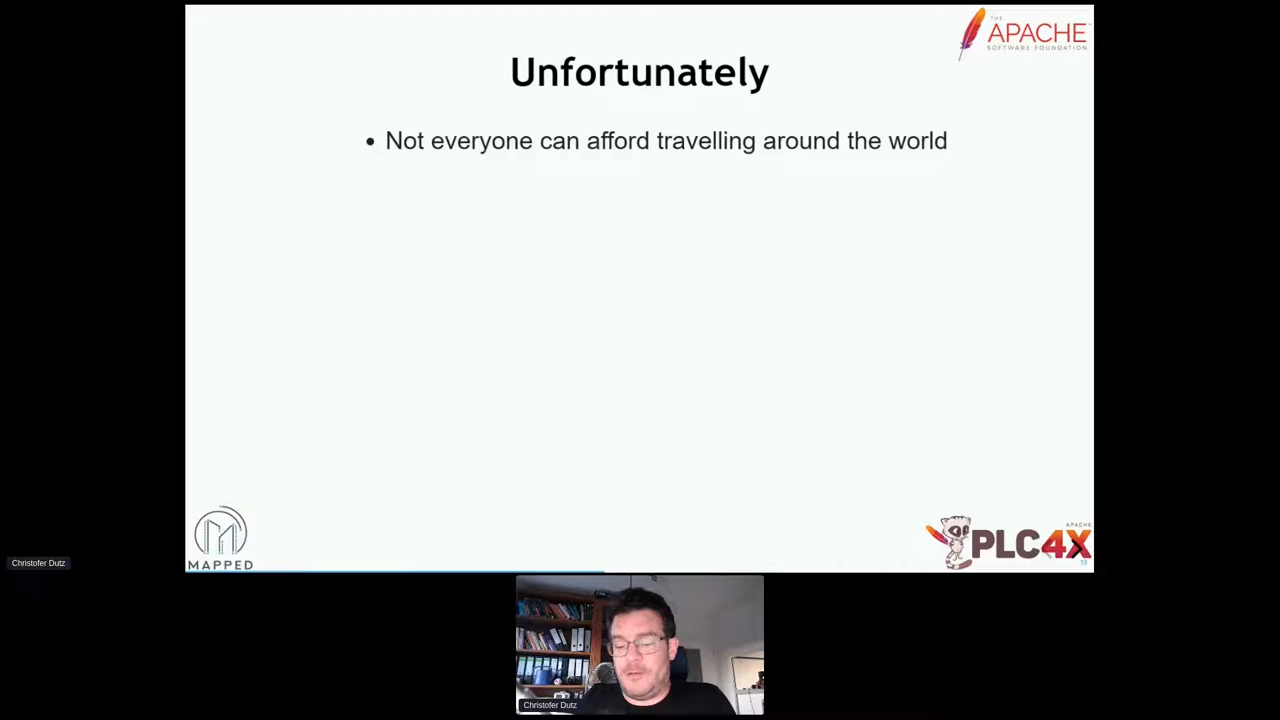 THE
APACHE
SOFTWARE FOUNDATION
Unfortunately
• Not everyone can afford travelling around the world
MAPPED
APACHE
PLC4X
13
Christofer Dutz
Christofer Dutz